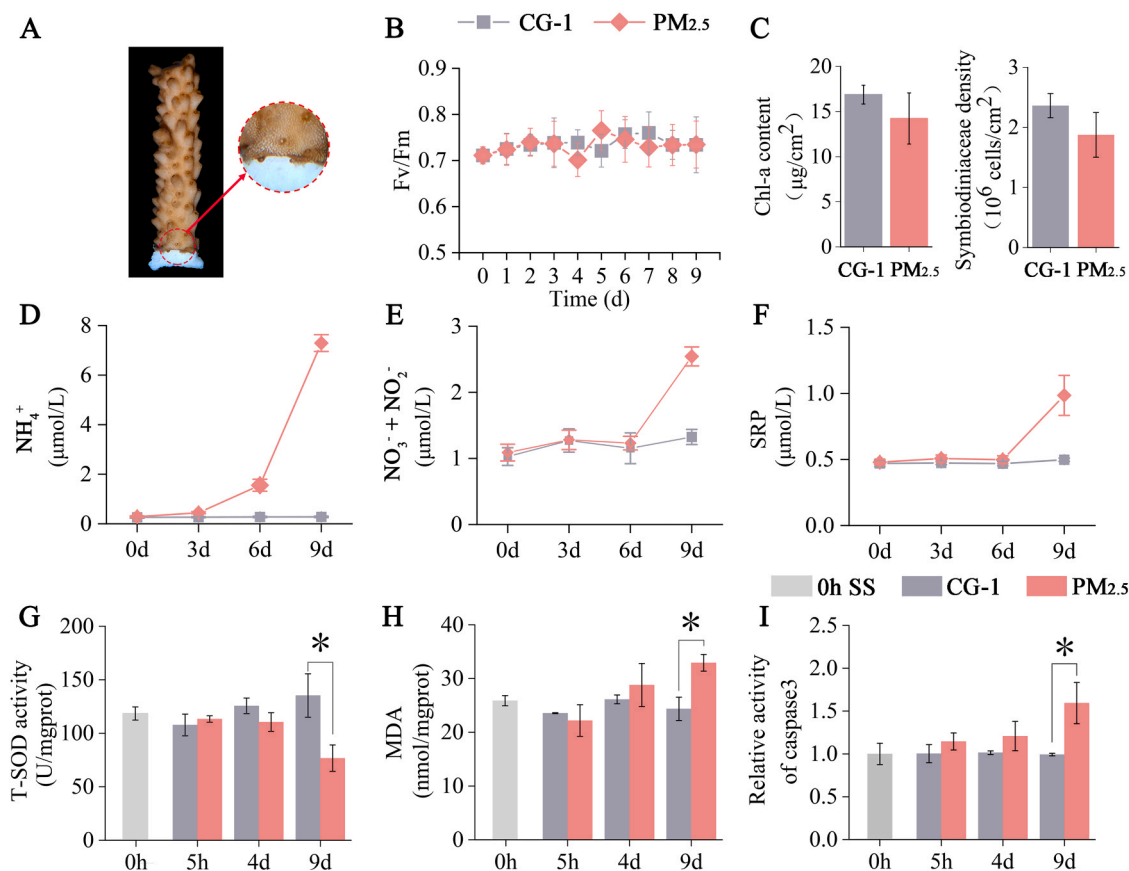 A
B
CG-1
PM2.5
C
0.9
0.8
0.7
0.6
0.5
Fv/Fm
0 1 2 3 4 5 6 7 8 9
Time (d)
20
15
10
5
0
Chl-a content
(μg/cm²)
CG-1 PM2.5
3
2
1
0
Symbiodiniaceae density
(10⁶ cells/cm²)
CG-1 PM2.5
D
8
6
4
2
0
NH₄⁺
(μmol/L)
0d 3d 6d 9d
E
3
2
1
0
NO₃⁻ + NO₂⁻
(μmol/L)
0d 3d 6d 9d
F
1.5
1.0
0.5
0.0
SRP
(μmol/L)
0d 3d 6d 9d
0h SS
CG-1
PM2.5
G
200
150
100
50
0
T-SOD activity
(U/mgprot)
*
0h 5h 4d 9d
H
50
40
30
20
10
0
MDA
(nmol/mgprot)
*
0h 5h 4d 9d
I
2.5
2.0
1.5
1.0
0.5
0.0
Relative activity
of caspase3
*
0h 5h 4d 9d